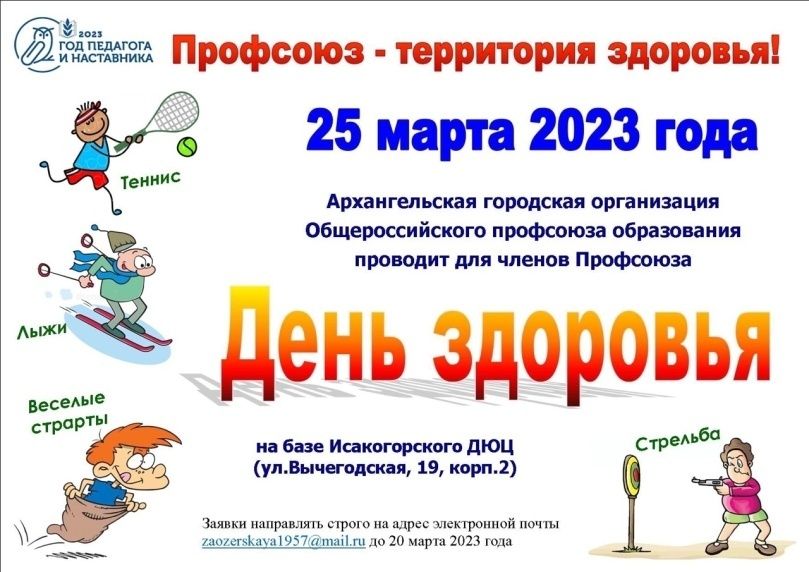 2023
ГОД ПЕДАГОГА
И НАСТАВНИКА
Профсоюз - территория здоровья!
25 марта 2023 года
Теннис
Архангельская городская организация
Общероссийского профсоюза образования
проводит для членов Профсоюза
Лыжи
День здоровья
Веселые
страрты
на базе Исакогорского ДЮЦ
(ул.Вычегодская, 19, корп.2)
Стрельба
Заявки направлять строго на адрес электронной почты
zaozerskaya1957@mail.ru до 20 марта 2023 года